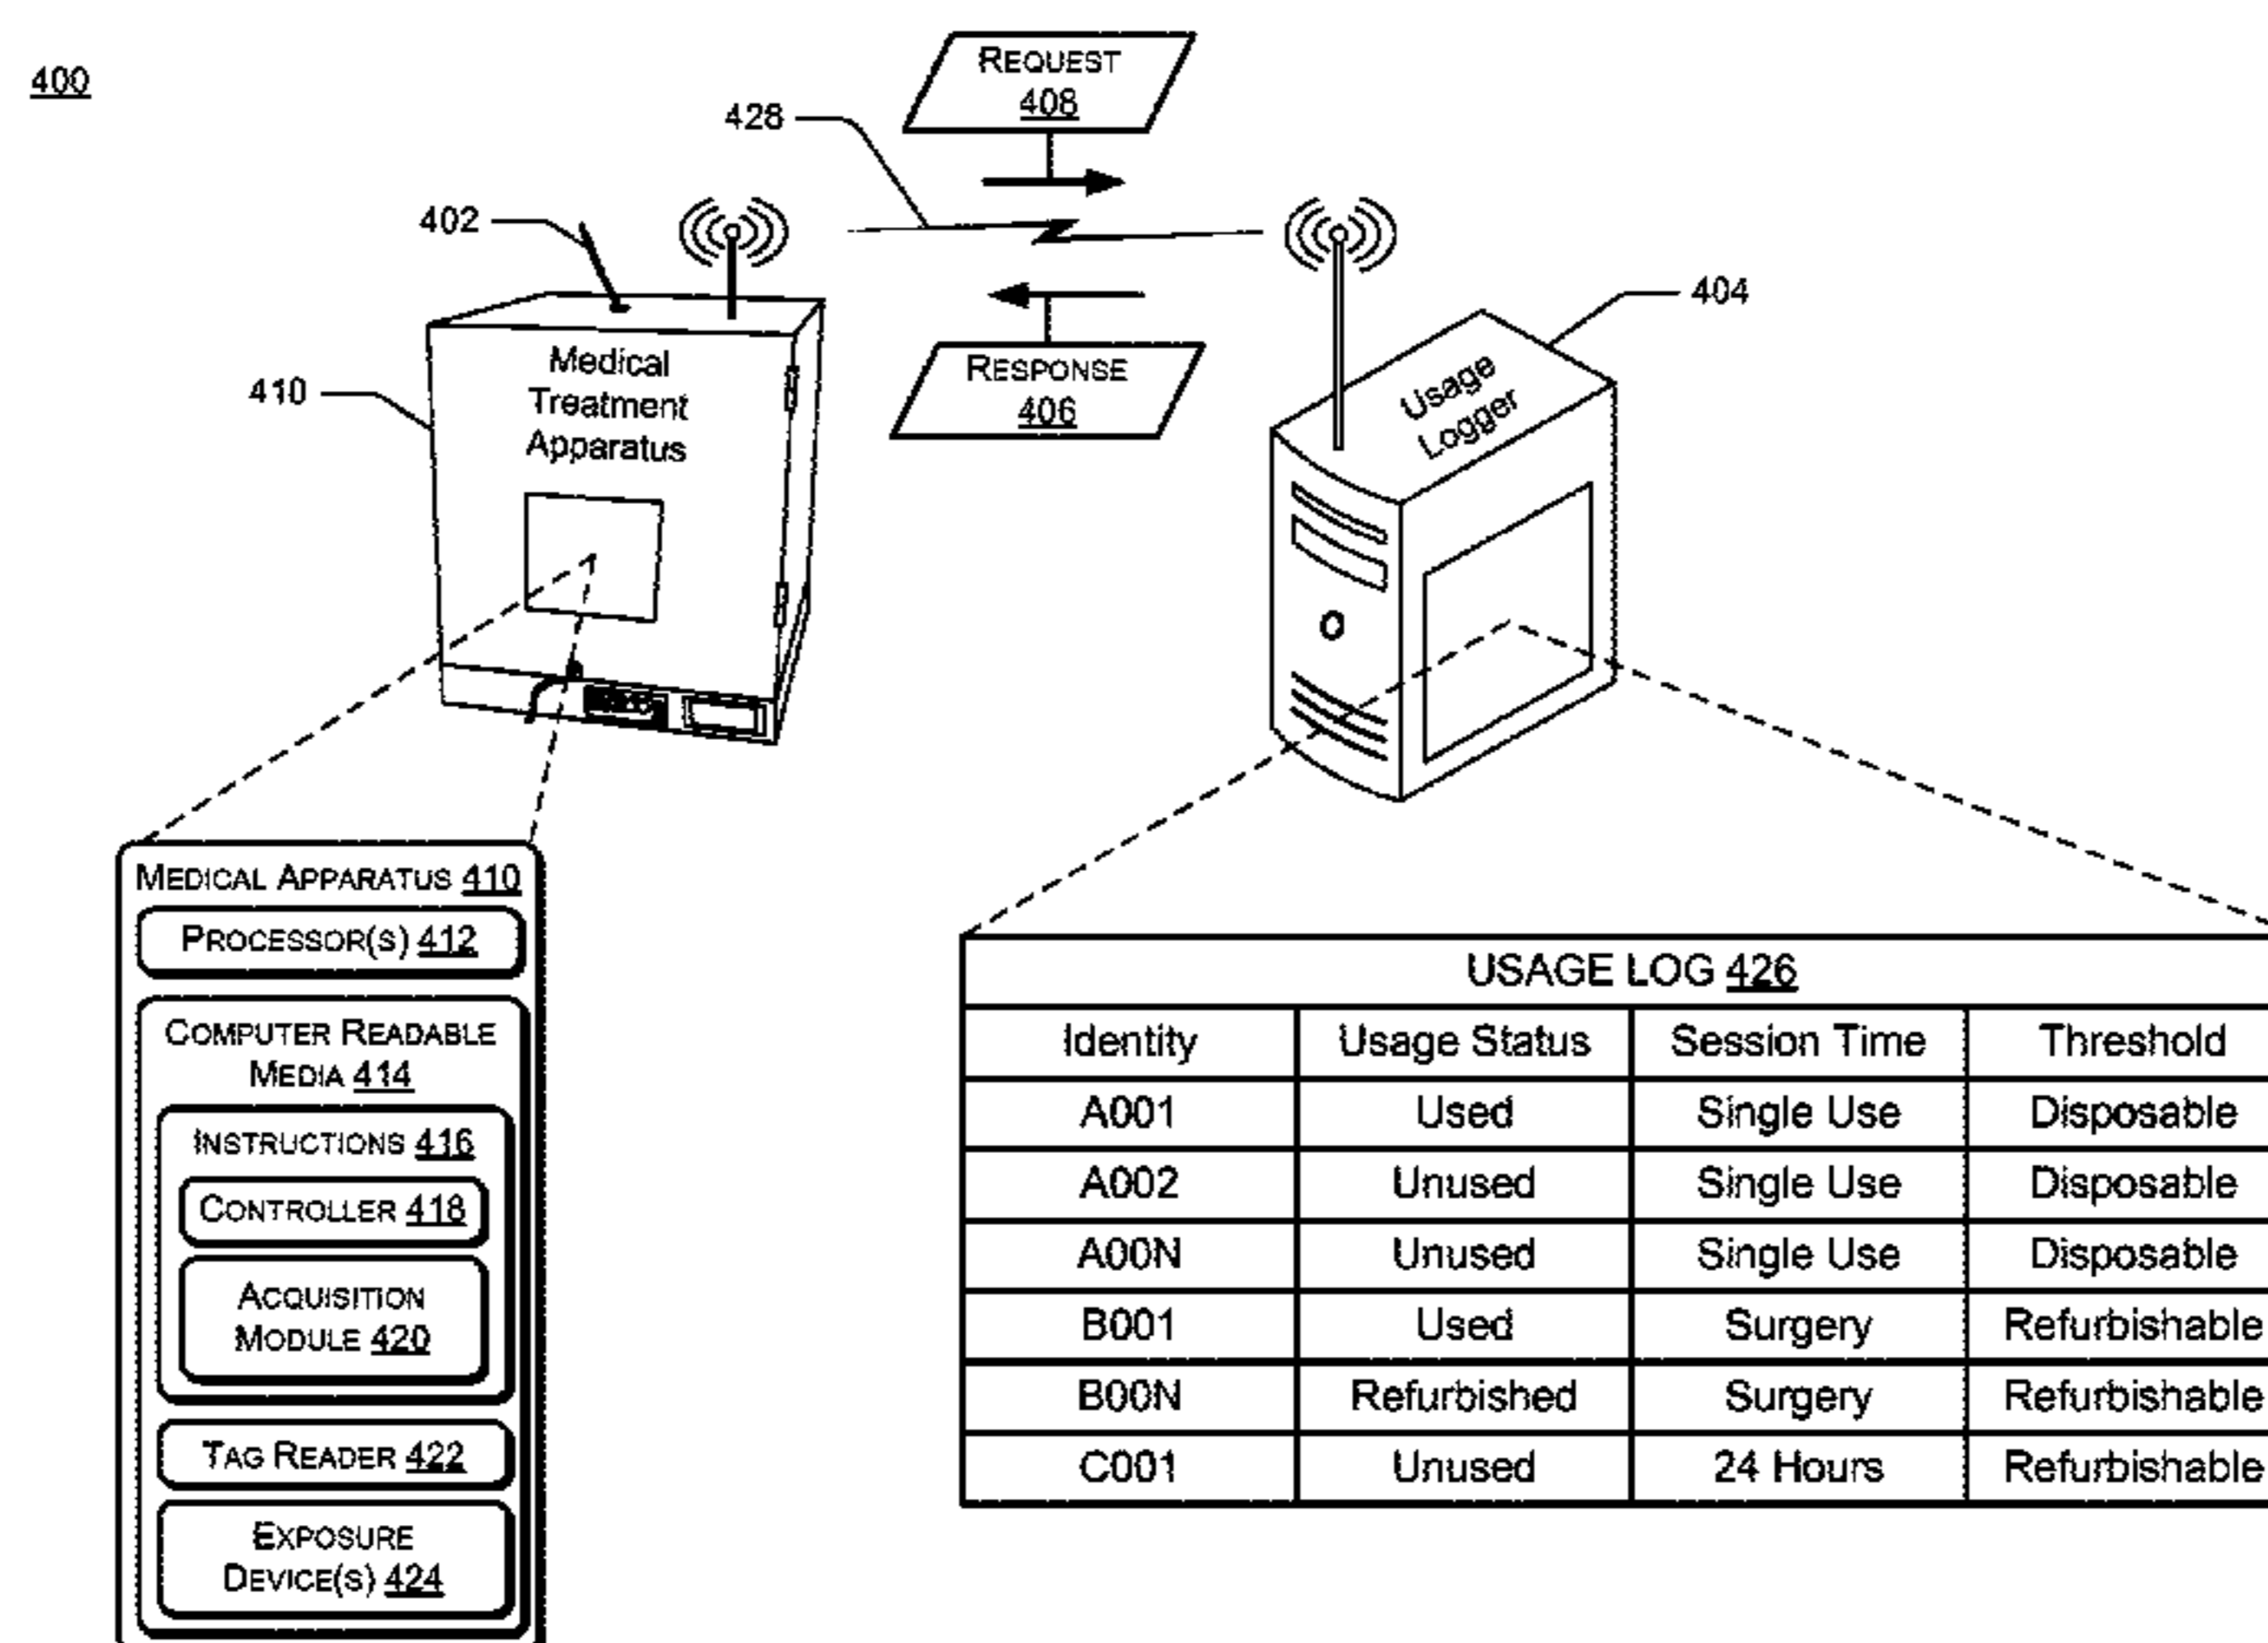 400
REQUEST
408
428
402
404
Medical
Treatment
Apparatus
410
RESPONSE
406
Usage
Logger
MEDICAL APPARATUS 410
PROCESSOR(S) 412
COMPUTER READABLE
MEDIA 414
INSTRUCTIONS 416
CONTROLLER 418
ACQUISITION
MODULE 420
TAG READER 422
EXPOSURE
DEVICE(S) 424
USAGE LOG 426
Identity Usage Status Session Time Threshold
A001 Used Single Use Disposable
A002 Unused Single Use Disposable
A00N Unused Single Use Disposable
B001 Used Surgery Refurbishable
B00N Refurbished Surgery Refurbishable
C001 Unused 24 Hours Refurbishable